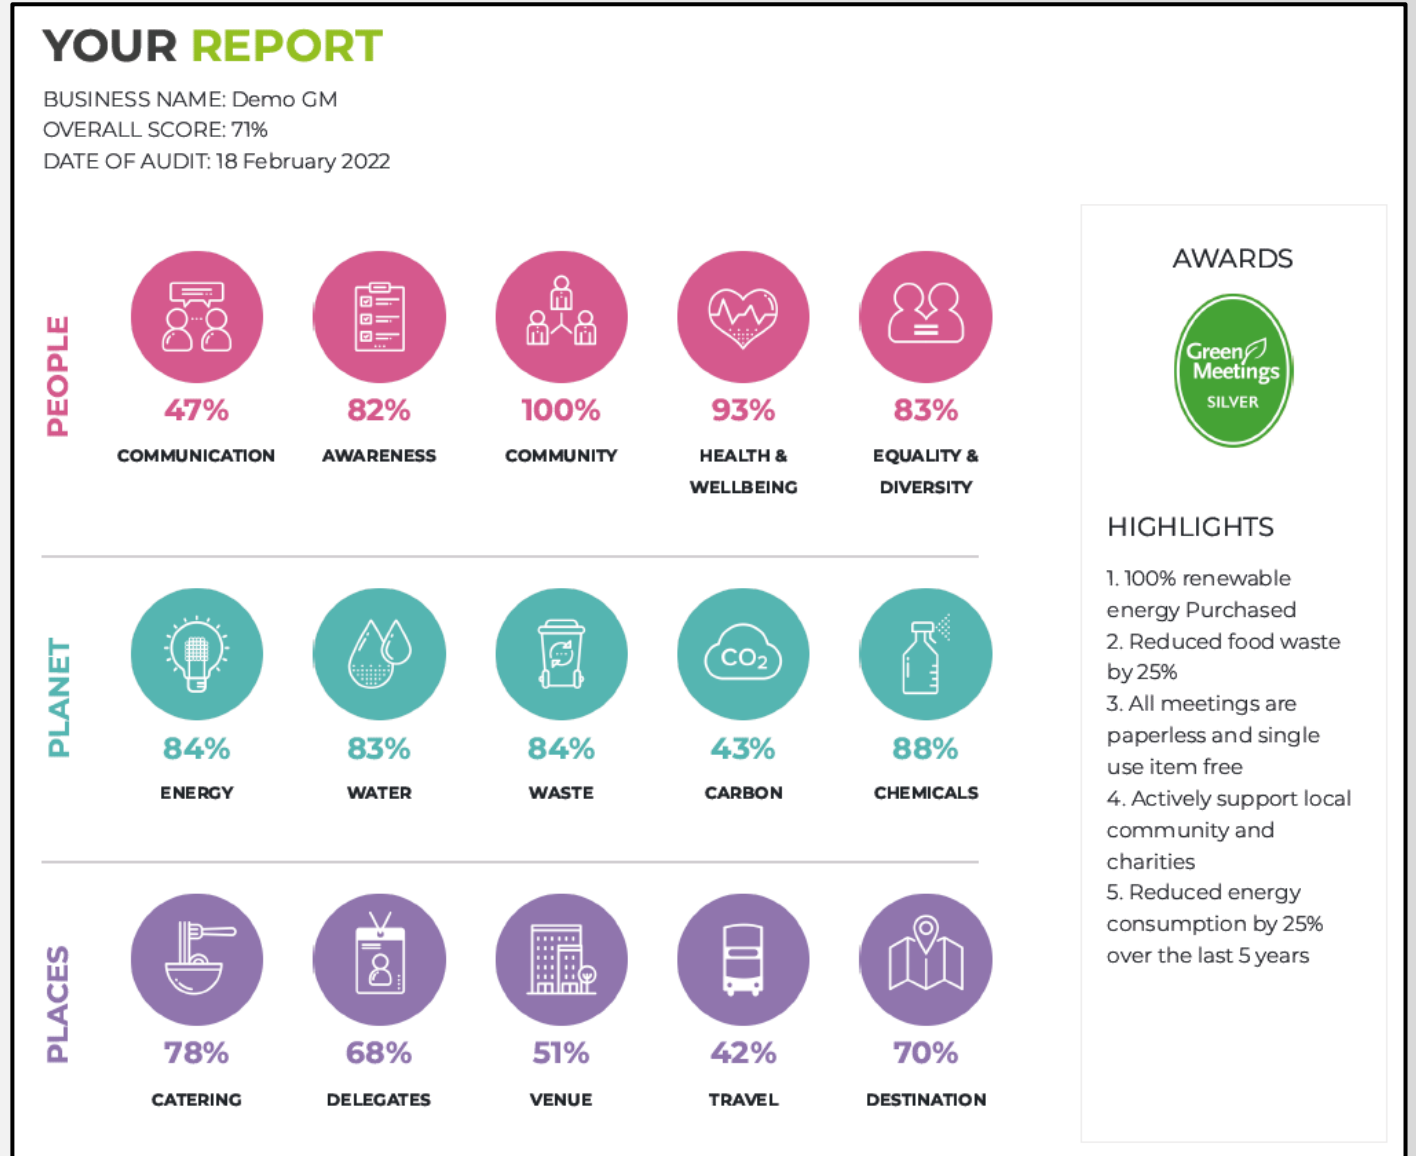 YOUR REPORT
BUSINESS NAME: Demo GM
OVERALL SCORE: 71%
DATE OF AUDIT: 18 February 2022
PEOPLE
47%
COMMUNICATION
82%
AWARENESS
100%
COMMUNITY
93%
HEALTH &
WELLBEING
83%
EQUALITY &
DIVERSITY
PLANET
84%
ENERGY
83%
WATER
84%
WASTE
CO2
43%
CARBON
88%
CHEMICALS
PLACES
78%
CATERING
68%
DELEGATES
51%
VENUE
42%
TRAVEL
70%
DESTINATION
AWARDS
Green
Meetings
SILVER
HIGHLIGHTS
1. 100% renewable
energy Purchased
2. Reduced food waste
by 25%
3. All meetings are
paperless and single
use item free
4. Actively support local
community and
charities
5. Reduced energy
consumption by 25%
over the last 5 years